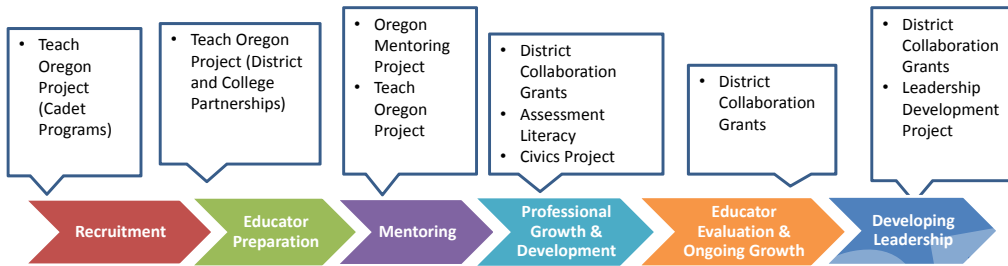 • Teach
Oregon
Project
(Cadet
Programs)
• Teach Oregon
Project (District
and College
Partnerships)
• Oregon
Mentoring
Project
• Teach
Oregon
Project
• District
Collaboration
Grants
• Assessment
Literacy
• Civics Project
• District
Collaboration
Grants
• District
Collaboration
Grants
• Leadership
Development
Project
Recruitment
Educator
Preparation
Mentoring
Professional
Growth &
Development
Educator
Evaluation &
Ongoing Growth
Developing
Leadership